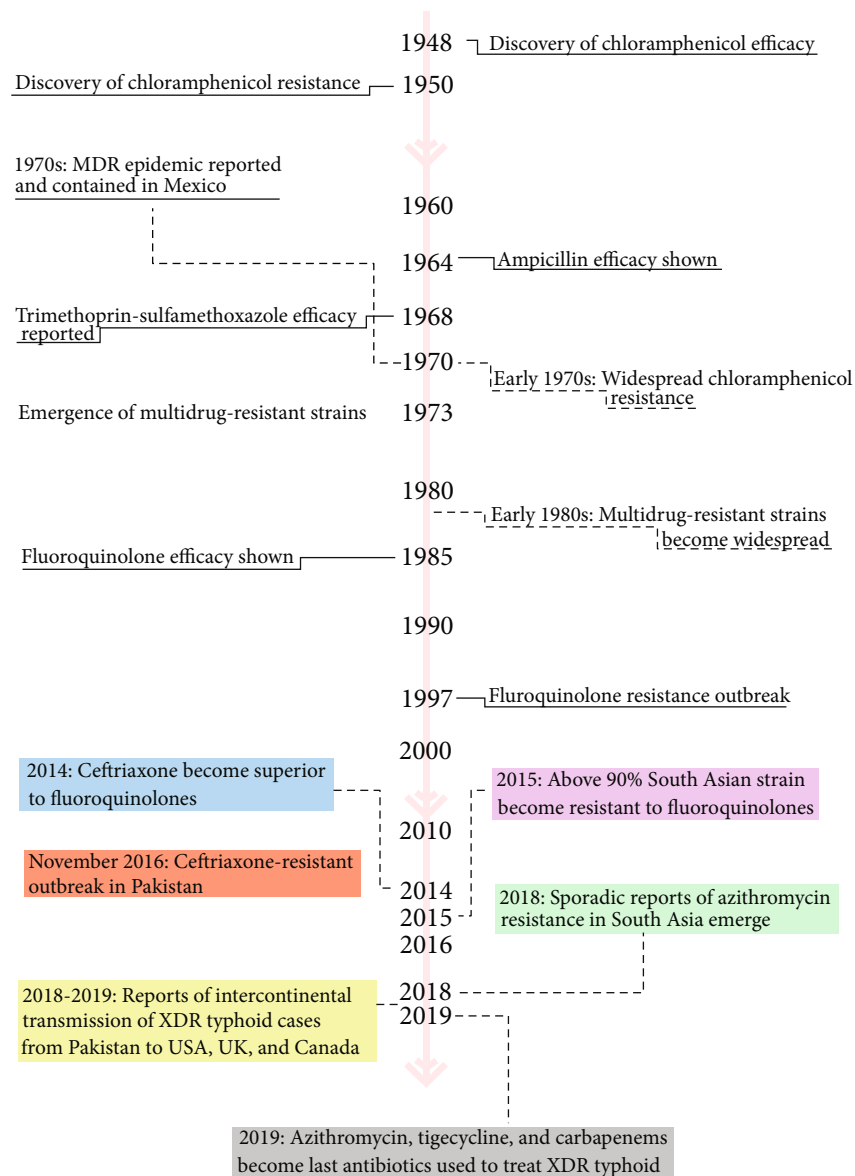 1948
Discovery of chloramphenicol efficacy
Discovery of chloramphenicol resistance
1950
1970s: MDR epidemic reported
and contained in Mexico
1960
1964
Ampicillin efficacy shown
Trimethoprin-sulfamethoxazole efficacy
reported
1968
1970
Early 1970s: Widespread chloramphenicol
resistance
Emergence of multidrug-resistant strains
1973
1980
Early 1980s: Multidrug-resistant strains
become widespread
Fluoroquinolone efficacy shown
1985
1990
1997
Fluroquinolone resistance outbreak
2000
2014: Ceftriaxone become superior
to fluoroquinolones
2015: Above 90% South Asian strain
become resistant to fluoroquinolones
2010
November 2016: Ceftriaxone-resistant
outbreak in Pakistan
2014
2015
2016
2018: Sporadic reports of azithromycin
resistance in South Asia emerge
2018
2019
2018-2019: Reports of intercontinental
transmission of XDR typhoid cases
from Pakistan to USA, UK, and Canada
2019: Azithromycin, tigecycline, and carbapenems
become last antibiotics used to treat XDR typhoid